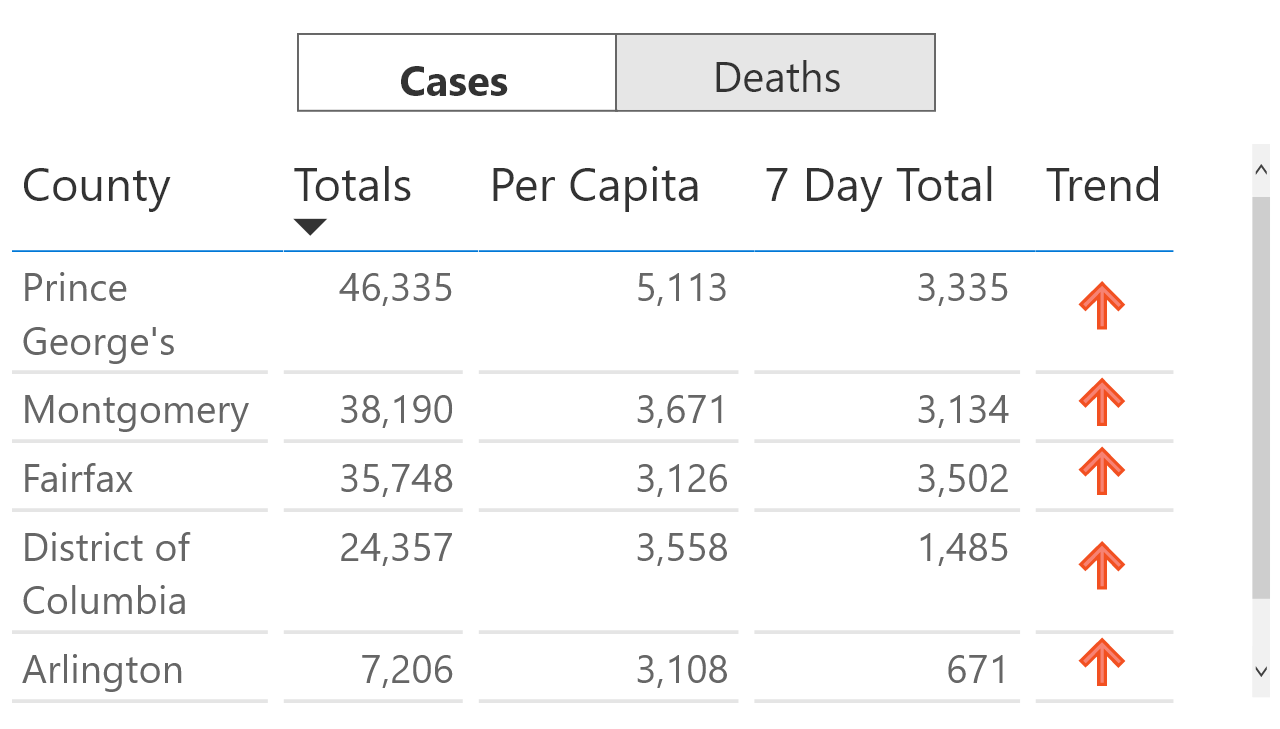 Cases Deaths
County Totals Per Capita 7 Day Total Trend
Prince 46,335 5,113 3,335
George's
Montgomery 38,190 3,671 3,134
Fairfax 35,748 3,126 3,502
District of 24,357 3,558 1,485
Columbia
Arlington 7,206 3,108 671